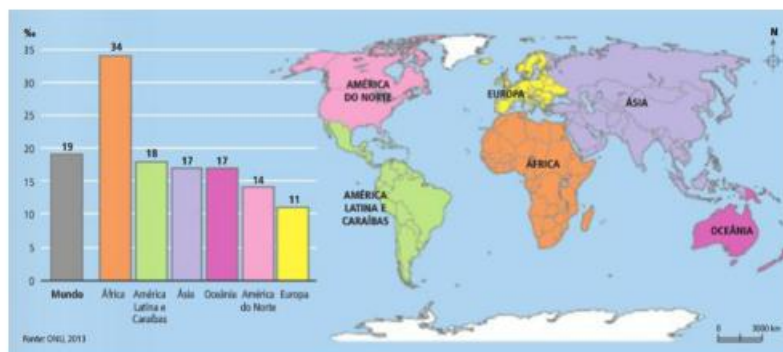 ‰
35
30
25
20
15
10
5
0
19
34
18
17
17
14
11
Mundo
África
América
Latina e
Caraíbas
Ásia
Oceânia
América
do Norte
Europa
Fonte: ONU, 2013
AMÉRICA
DO NORTE
EUROPA
ÁSIA
ÁFRICA
AMÉRICA
LATINA E
CARAÍBAS
OCEÂNIA
N
0 3000 km